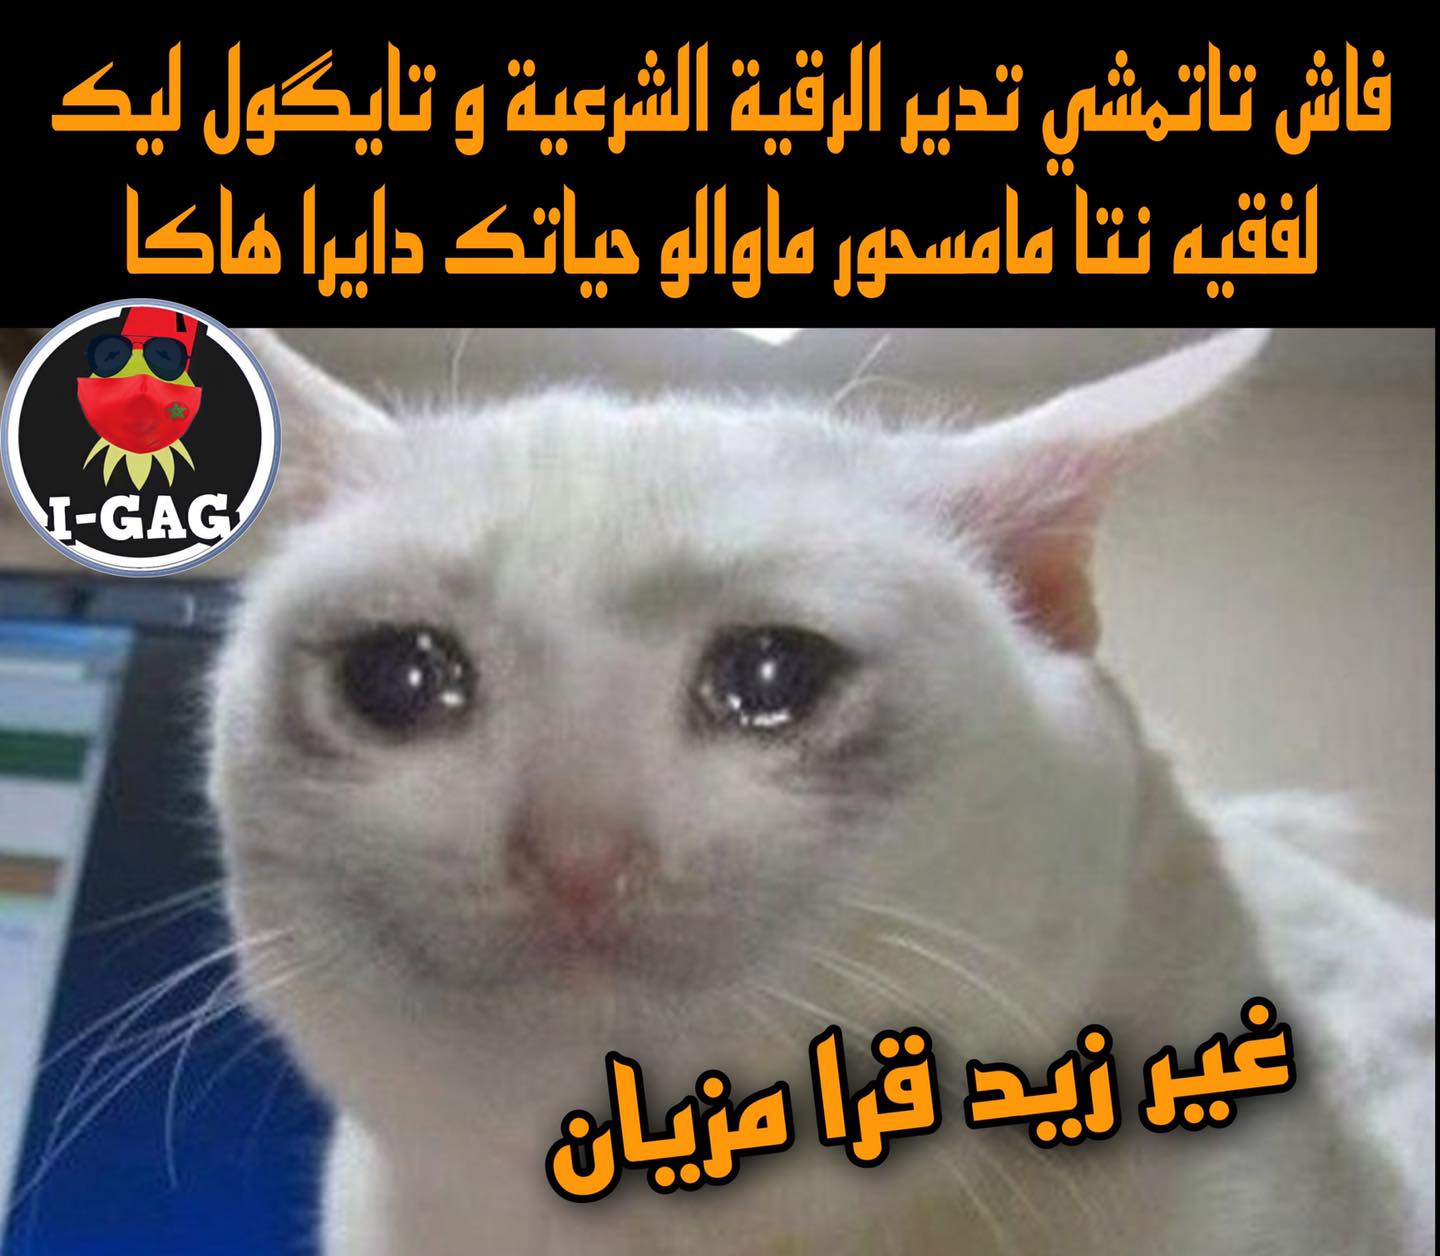 فاش تاتمشي تدير الرقية الشرعية و تايگول ليك
لفقيه نتا مامسحور ماوالو حياتك دايرا هاكا
I-GAG
غير زيد قرا مزيان